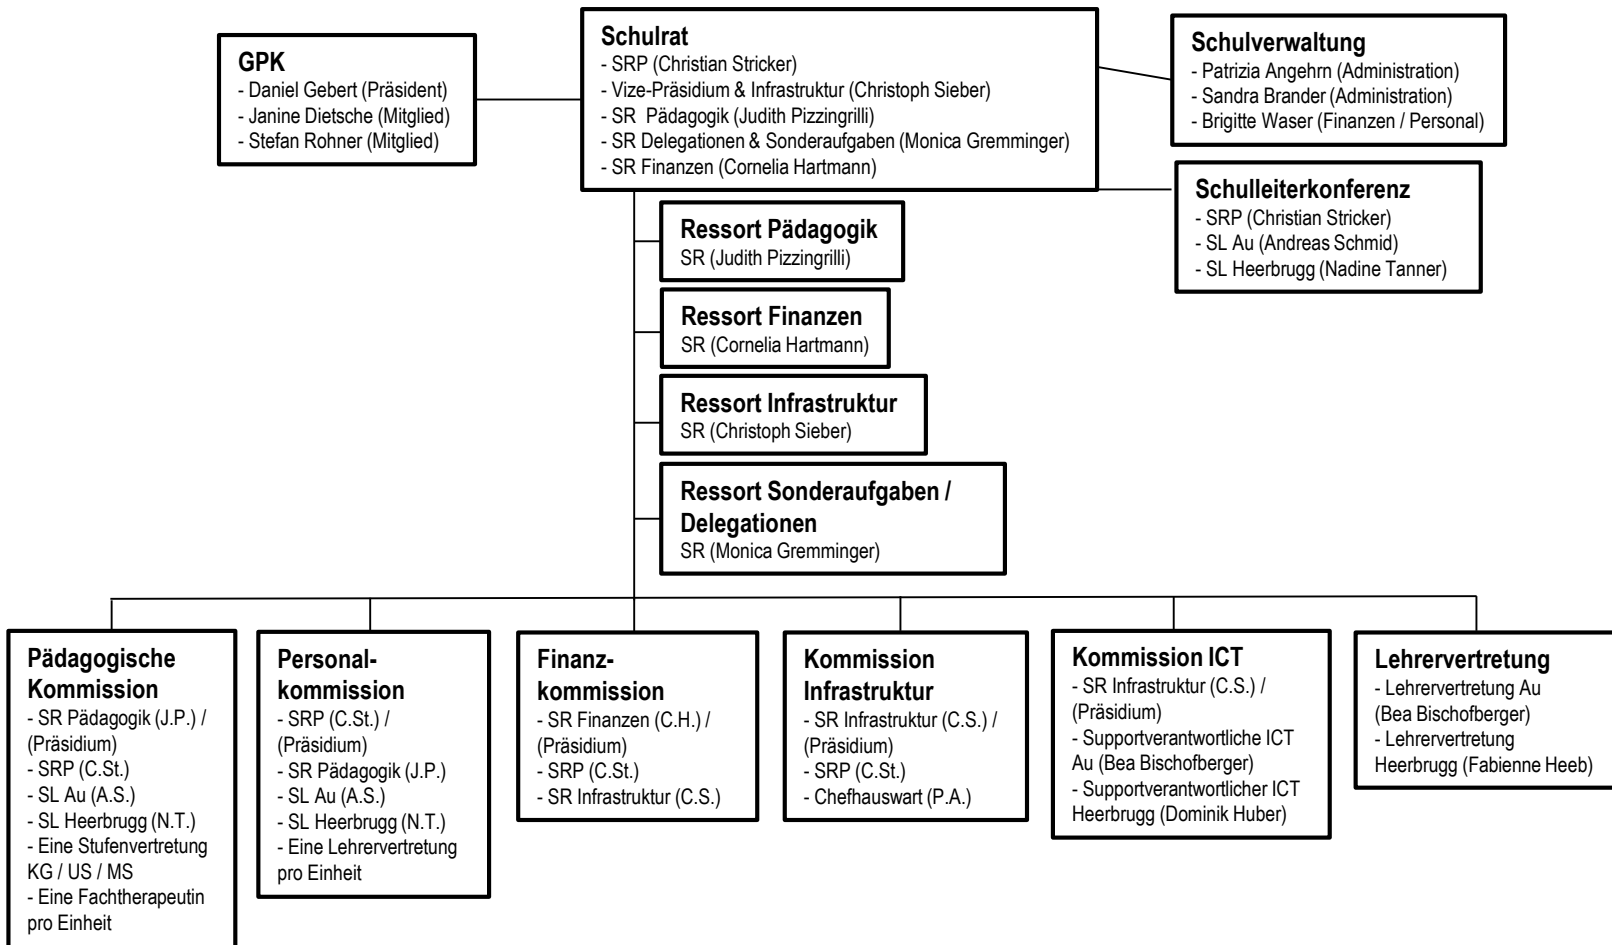 GPK
- Daniel Gebert (Präsident)
- Janine Dietsche (Mitglied)
- Stefan Rohner (Mitglied)
Schulrat
- SRP (Christian Stricker)
- Vize-Präsidium & Infrastruktur (Christoph Sieber)
- SR  Pädagogik (Judith Pizzingrilli)
- SR Delegationen & Sonderaufgaben (Monica Gremminger)
- SR Finanzen (Cornelia Hartmann)
Schulverwaltung
- Patrizia Angehrn (Administration)
- Sandra Brander (Administration)
- Brigitte Waser (Finanzen / Personal)
Schulleiterkonferenz
- SRP (Christian Stricker)
- SL Au (Andreas Schmid)
- SL Heerbrugg (Nadine Tanner)
Ressort Pädagogik
SR (Judith Pizzingrilli)
Ressort Finanzen
SR (Cornelia Hartmann)
Ressort Infrastruktur
SR (Christoph Sieber)
Ressort Sonderaufgaben /
Delegationen
SR (Monica Gremminger)
Pädagogische
Kommission
- SR Pädagogik (J.P.) /
(Präsidium)
- SRP (C.St.)
- SL Au (A.S.)
- SL Heerbrugg (N.T.)
- Eine Stufenvertretung
KG / US / MS
- Eine Fachtherapeutin
pro Einheit
Personal-
kommission
- SRP (C.St.) /
(Präsidium)
- SR Pädagogik (J.P.)
- SL Au (A.S.)
- SL Heerbrugg (N.T.)
- Eine Lehrervertretung
pro Einheit
Finanz-
kommission
- SR Finanzen (C.H.) /
(Präsidium)
- SRP (C.St.)
- SR Infrastruktur (C.S.)
Kommission
Infrastruktur
- SR Infrastruktur (C.S.) /
(Präsidium)
- SRP (C.St.)
- Chefhauswart (P.A.)
Kommission ICT
- SR Infrastruktur (C.S.) /
(Präsidium)
- Supportverantwortliche ICT
Au (Bea Bischofberger)
- Supportverantwortlicher ICT
Heerbrugg (Dominik Huber)
Lehrervertretung
- Lehrervertretung Au
(Bea Bischofberger)
- Lehrervertretung
Heerbrugg (Fabienne Heeb)